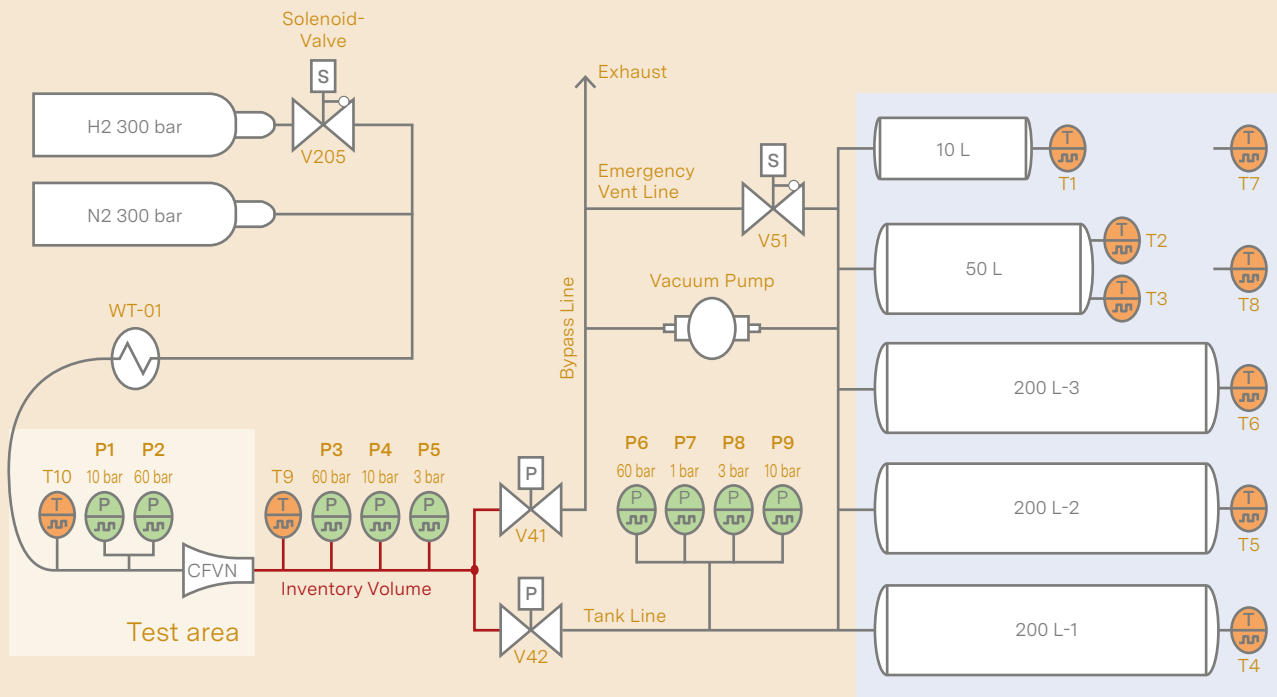 Solenoid-
Valve
S
H2 300 bar
V205
N2 300 bar
WT-01
Exhaust
Emergency
Vent Line
S
V51
Vacuum Pump
Bypass Line
10 L
T
T1
T
T7
50 L
T
T2
T
T3
T
T8
200 L-3
T
T6
200 L-2
T
T5
200 L-1
T
T4
P1
P2
T10
10 bar
60 bar
T
P
P
CFVN
Test area
P3
P4
P5
T9
60 bar
10 bar
3 bar
T
P
P
P
Inventory Volume
P
V41
P
V42
P6
P7
P8
P9
60 bar
1 bar
3 bar
10 bar
P
P
P
P
Tank Line